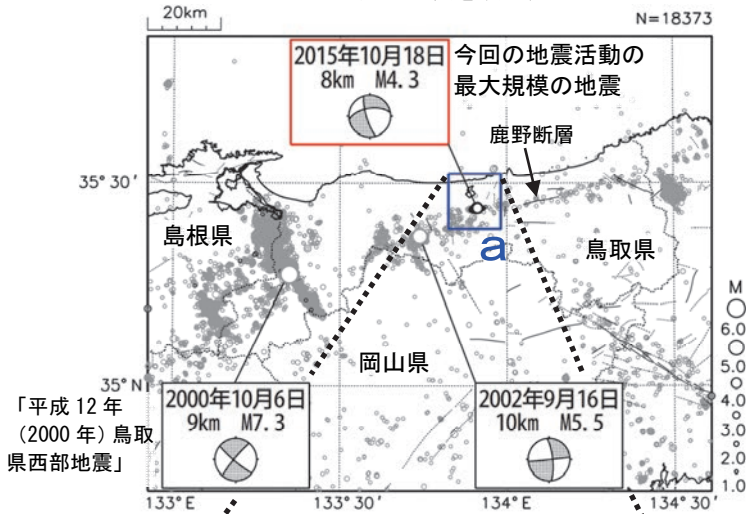 20km
N=18373
2015年10月18日
8km M4.3
今回の地震活動の
最大規模の地震
鹿野断層
35°30′
島根県
鳥取県
a
岡山県
M
6.0
5.0
4.0
3.0
2.0
1.0
35°N
「平成 12 年
（2000 年）鳥取
県西部地震」
2000年10月6日
9km M7.3
2002年9月16日
10km M5.5
133°E
133°30′
134°E
134°30′